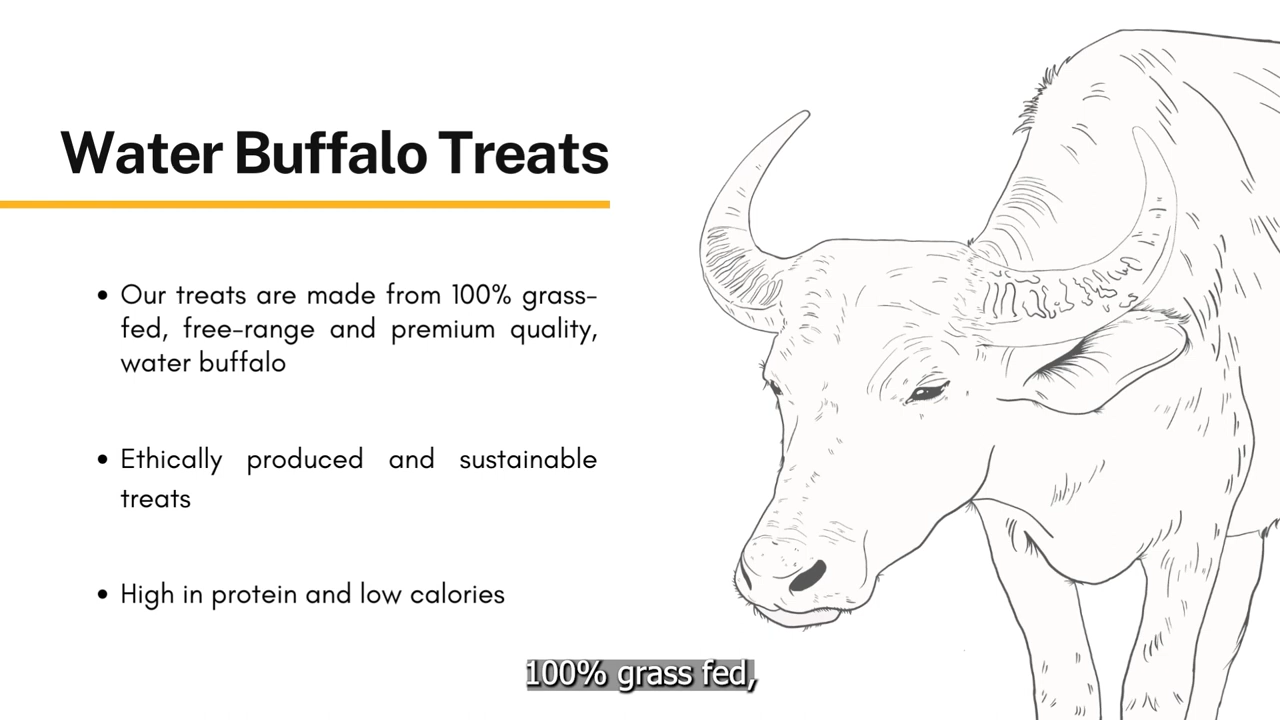 Water Buffalo Treats
• Our treats are made from 100% grass-
fed, free-range and premium quality,
water buffalo
• Ethically produced and sustainable
treats
• High in protein and low calories
100% grass fed,